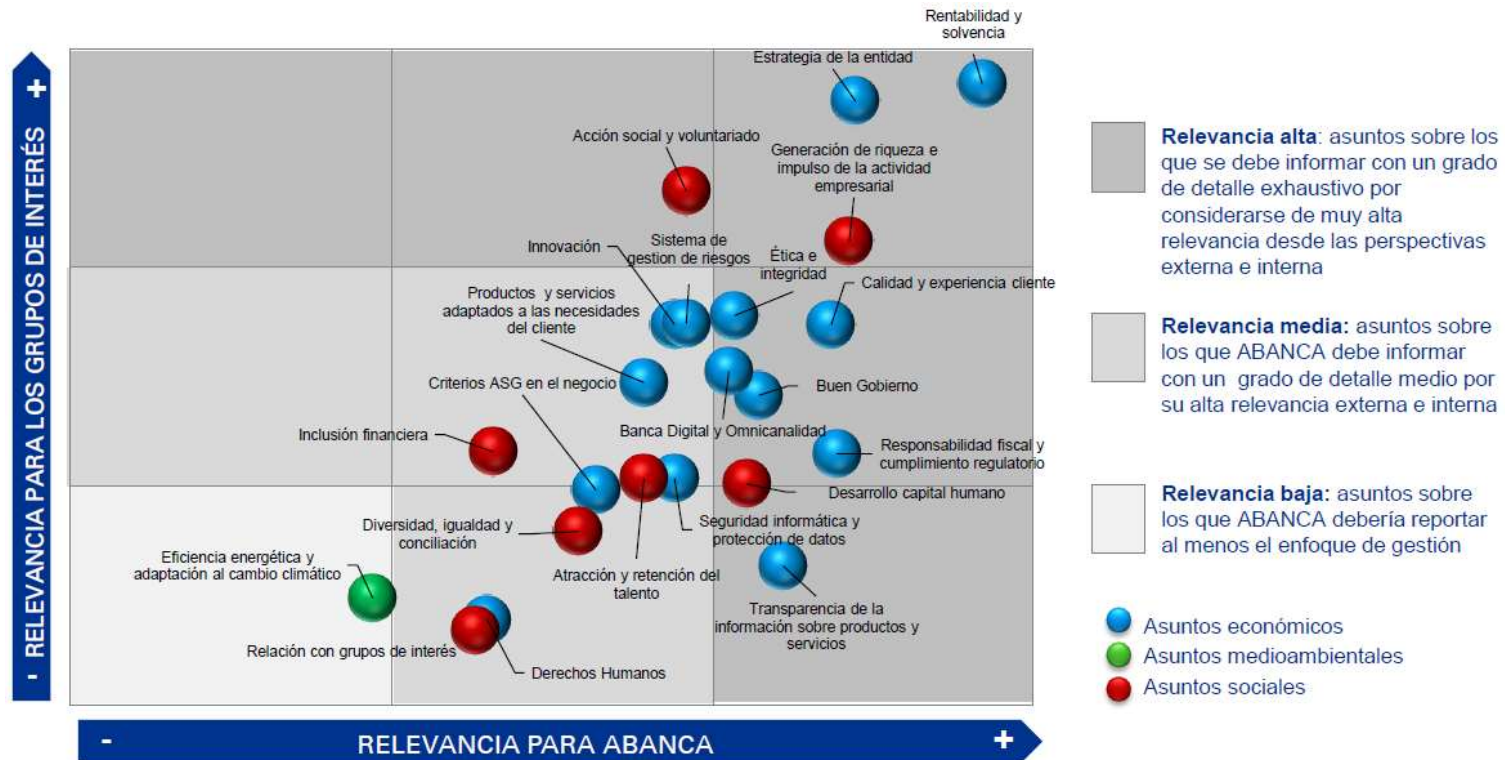 Rentabilidad y
solvencia
Estrategia de la entidad
Acción social y voluntariado
Generación de riqueza e
impulso de la actividad
empresarial
Innovación
Sistema de
gestion de riesgos
Ética e
integridad
Calidad y experiencia cliente
Productos y servicios
adaptados a las necesidades
del cliente
Criterios ASG en el negocio
Buen Gobierno
Inclusión financiera
Banca Digital y Omnicanalidad
Responsabilidad fiscal y
cumplimiento regulatorio
Desarrollo capital humano
Diversidad, igualdad y
conciliación
Seguridad informática y
protección de datos
Eficiencia energética y
adaptación al cambio climático
Atracción y retención del
talento
Transparencia de la
información sobre productos y
servicios
Relación con grupos de interés
Derechos Humanos
- RELEVANCIA PARA LOS GRUPOS DE INTERÉS +
- RELEVANCIA PARA ABANCA +
Relevancia alta: asuntos sobre los
que se debe informar con un grado
de detalle exhaustivo por
considerarse de muy alta
relevancia desde las perspectivas
externa e interna
Relevancia media: asuntos sobre
los que ABANCA debe informar
con un grado de detalle medio por
su alta relevancia externa e interna
Relevancia baja: asuntos sobre
los que ABANCA debería reportar
al menos el enfoque de gestión
Asuntos económicos
Asuntos medioambientales
Asuntos sociales